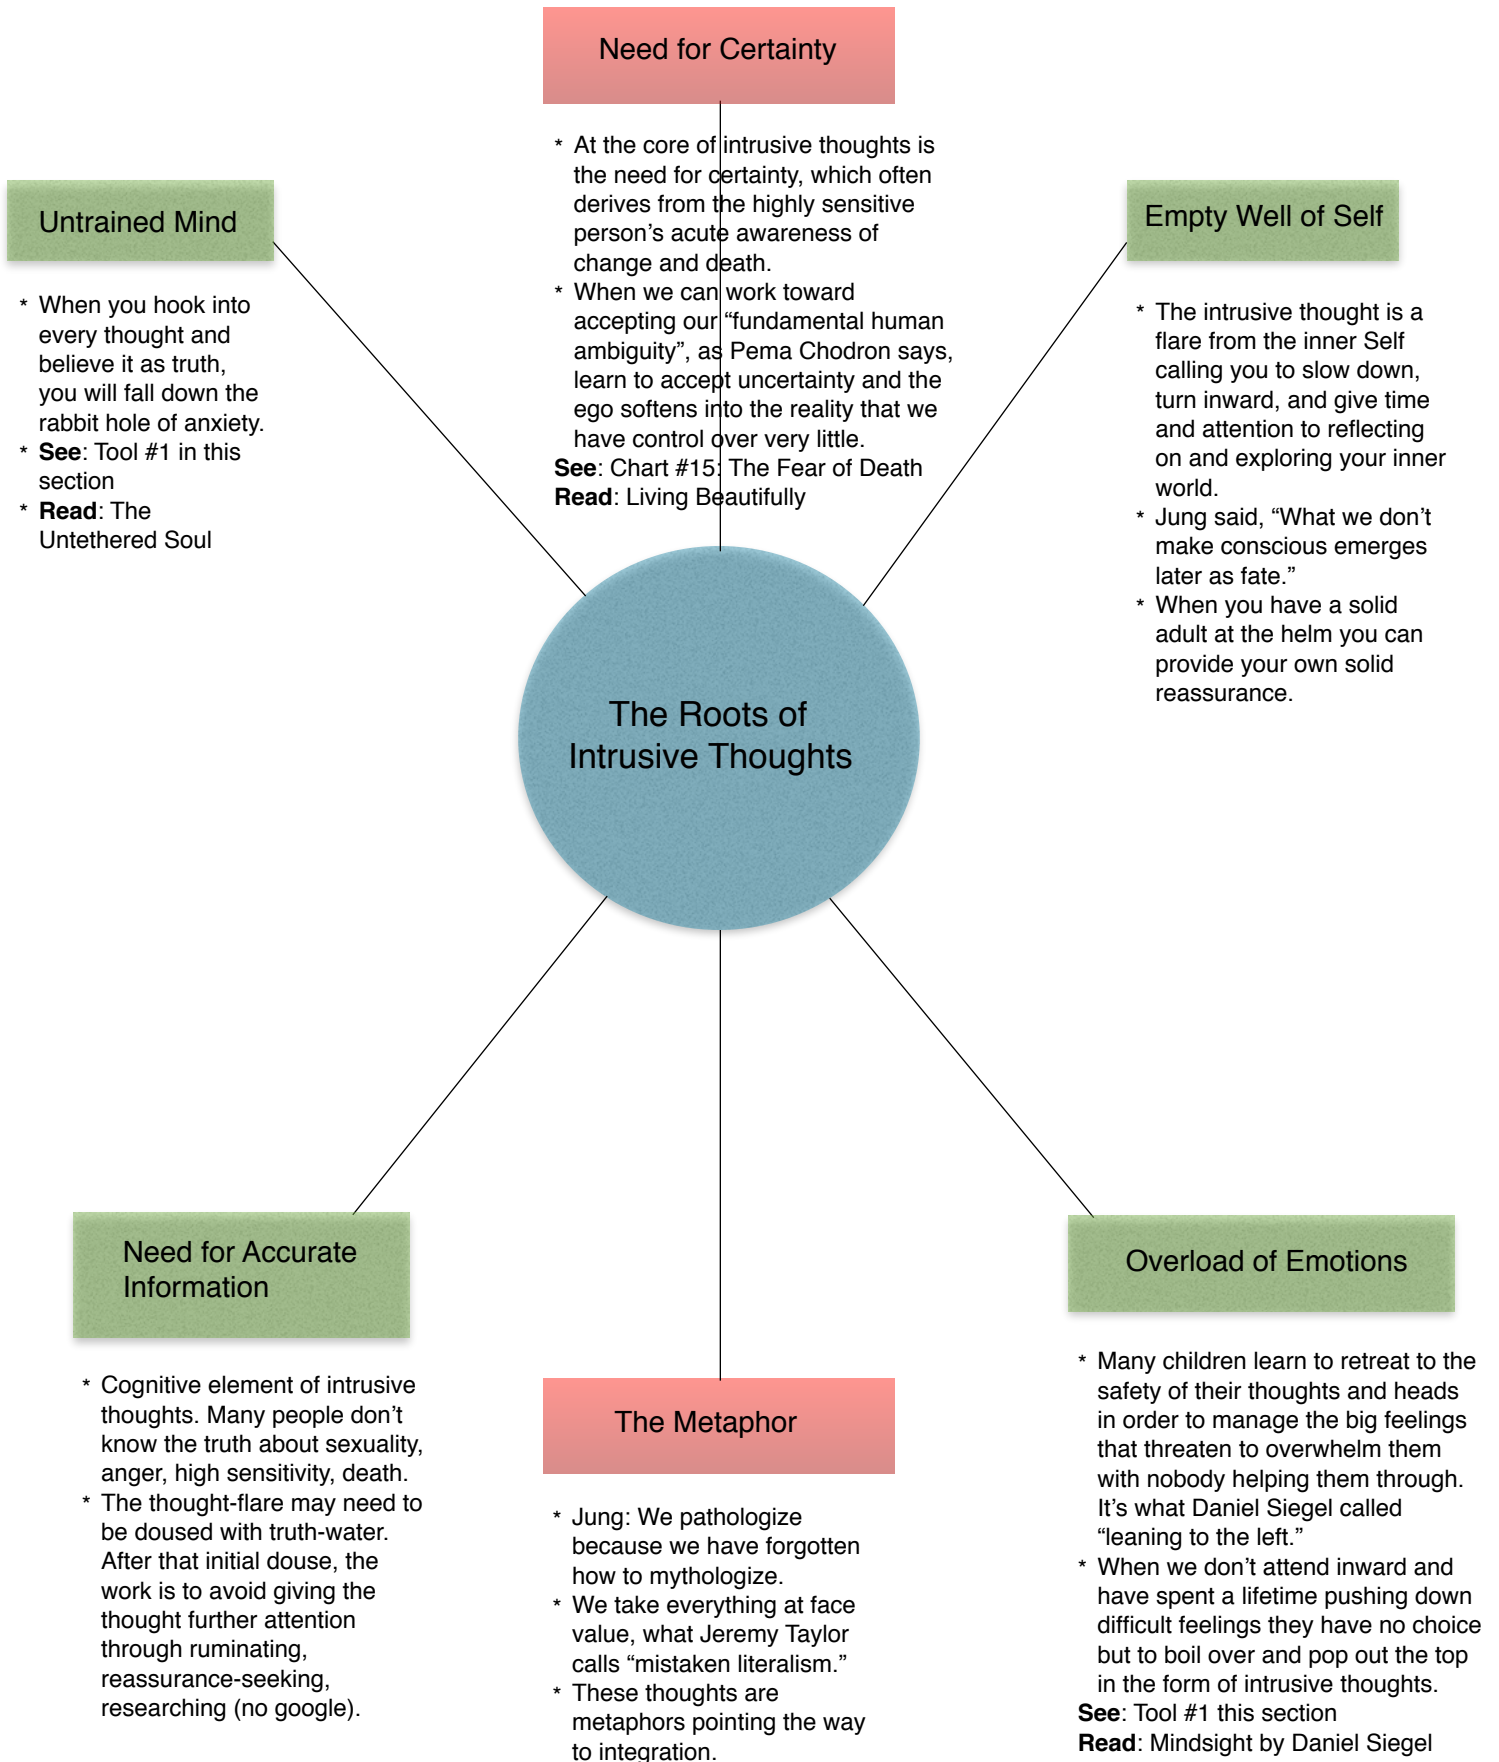 Need for Certainty
* At the core of intrusive thoughts is
the need for certainty, which often
derives from the highly sensitive
person's acute awareness of
change and death.
* When we can work toward
accepting our “fundamental human
ambiguity”, as Pema Chodron says,
learn to accept uncertainty and the
ego softens into the reality that we
have control over very little.
See: Chart #15: The Fear of Death
Read: Living Beautifully
Untrained Mind
* When you hook into
every thought and
believe it as truth,
you will fall down the
rabbit hole of anxiety.
* See: Tool #1 in this
section
* Read: The
Untethered Soul
Empty Well of Self
* The intrusive thought is a
flare from the inner Self
calling you to slow down,
turn inward, and give time
and attention to reflecting
on and exploring your inner
world.
* Jung said, “What we don’t
make conscious emerges
later as fate.”
* When you have a solid
adult at the helm you can
provide your own solid
reassurance.
The Roots of
Intrusive Thoughts
Need for Accurate
Information
* Cognitive element of intrusive
thoughts. Many people don’t
know the truth about sexuality,
anger, high sensitivity, death.
* The thought-flare may need to
be doused with truth-water.
After that initial douse, the
work is to avoid giving the
thought further attention
through ruminating,
reassurance-seeking,
researching (no google).
The Metaphor
* Jung: We pathologize
because we have forgotten
how to mythologize.
* We take everything at face
value, what Jeremy Taylor
calls “mistaken literalism.”
* These thoughts are
metaphors pointing the way
to integration.
Overload of Emotions
* Many children learn to retreat to the
safety of their thoughts and heads
in order to manage the big feelings
that threaten to overwhelm them
with nobody helping them through.
It’s what Daniel Siegel called
“leaning to the left.”
* When we don’t attend inward and
have spent a lifetime pushing down
difficult feelings they have no choice
but to boil over and pop out the top
in the form of intrusive thoughts.
See: Tool #1 this section
Read: Mindsight by Daniel Siegel